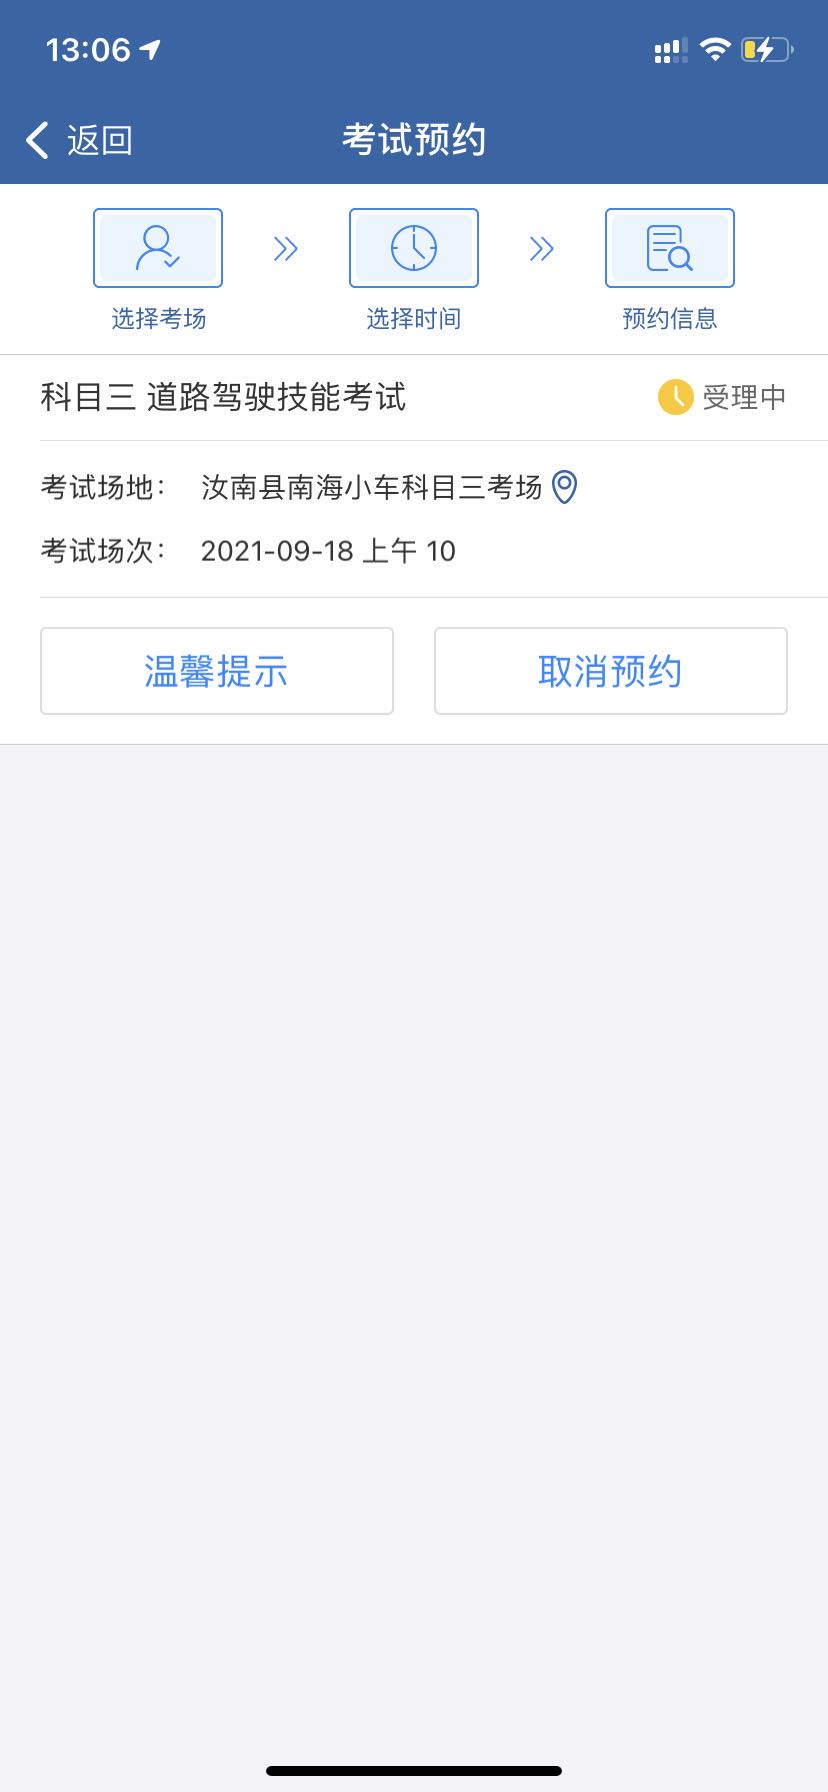 13:06
返回
考试预约
选择考场
选择时间
预约信息
科目三 道路驾驶技能考试
受理中
考试场地： 汝南县南海小车科目三考场
考试场次： 2021-09-18 上午 10
温馨提示
取消预约